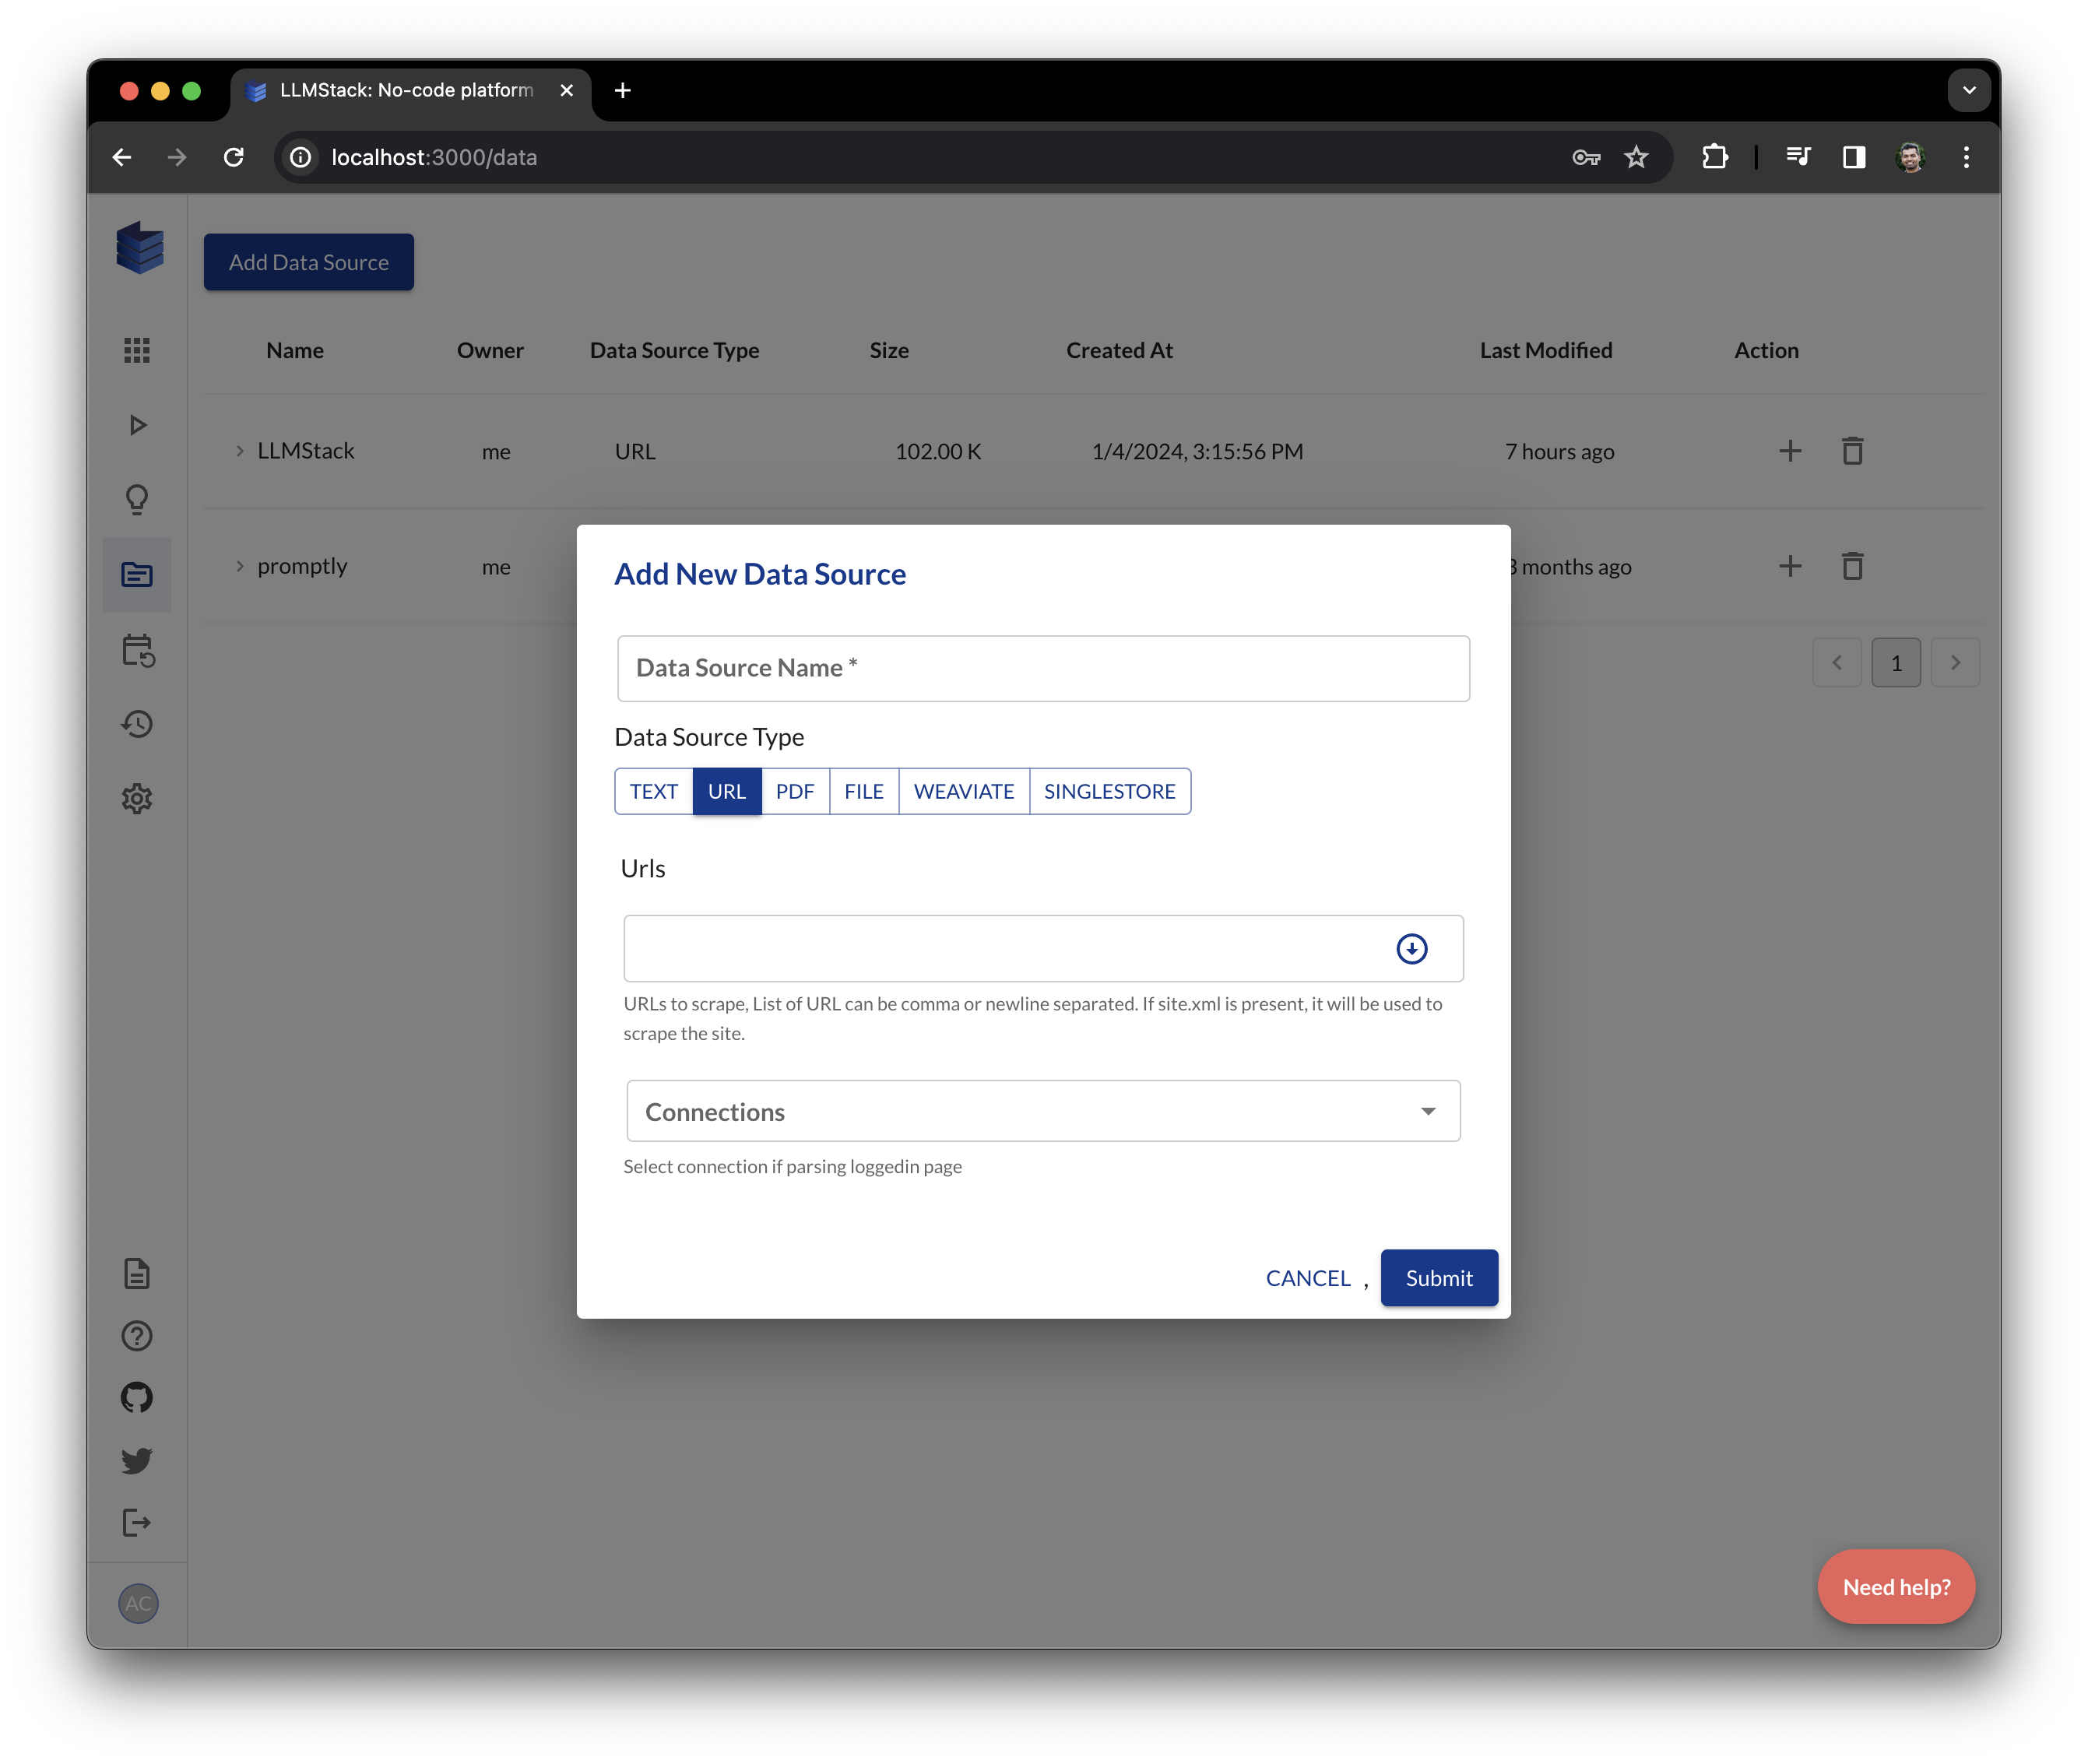 LLMStack: No-code platform
localhost:3000/data
Add Data Source
Name Owner Data Source Type Size Created At Last Modified Action
LLMStack me URL 102.00 K 1/4/2024, 3:15:56 PM 7 hours ago
promptly me 3 months ago
1
Add New Data Source
Data Source Name *
Data Source Type
TEXT URL PDF FILE WEAVIATE SINGLESTORE
Urls
URLs to scrape, List of URL can be comma or newline separated. If site.xml is present, it will be used to
scrape the site.
Connections
Select connection if parsing loggedin page
CANCEL , Submit
AC
Need help?